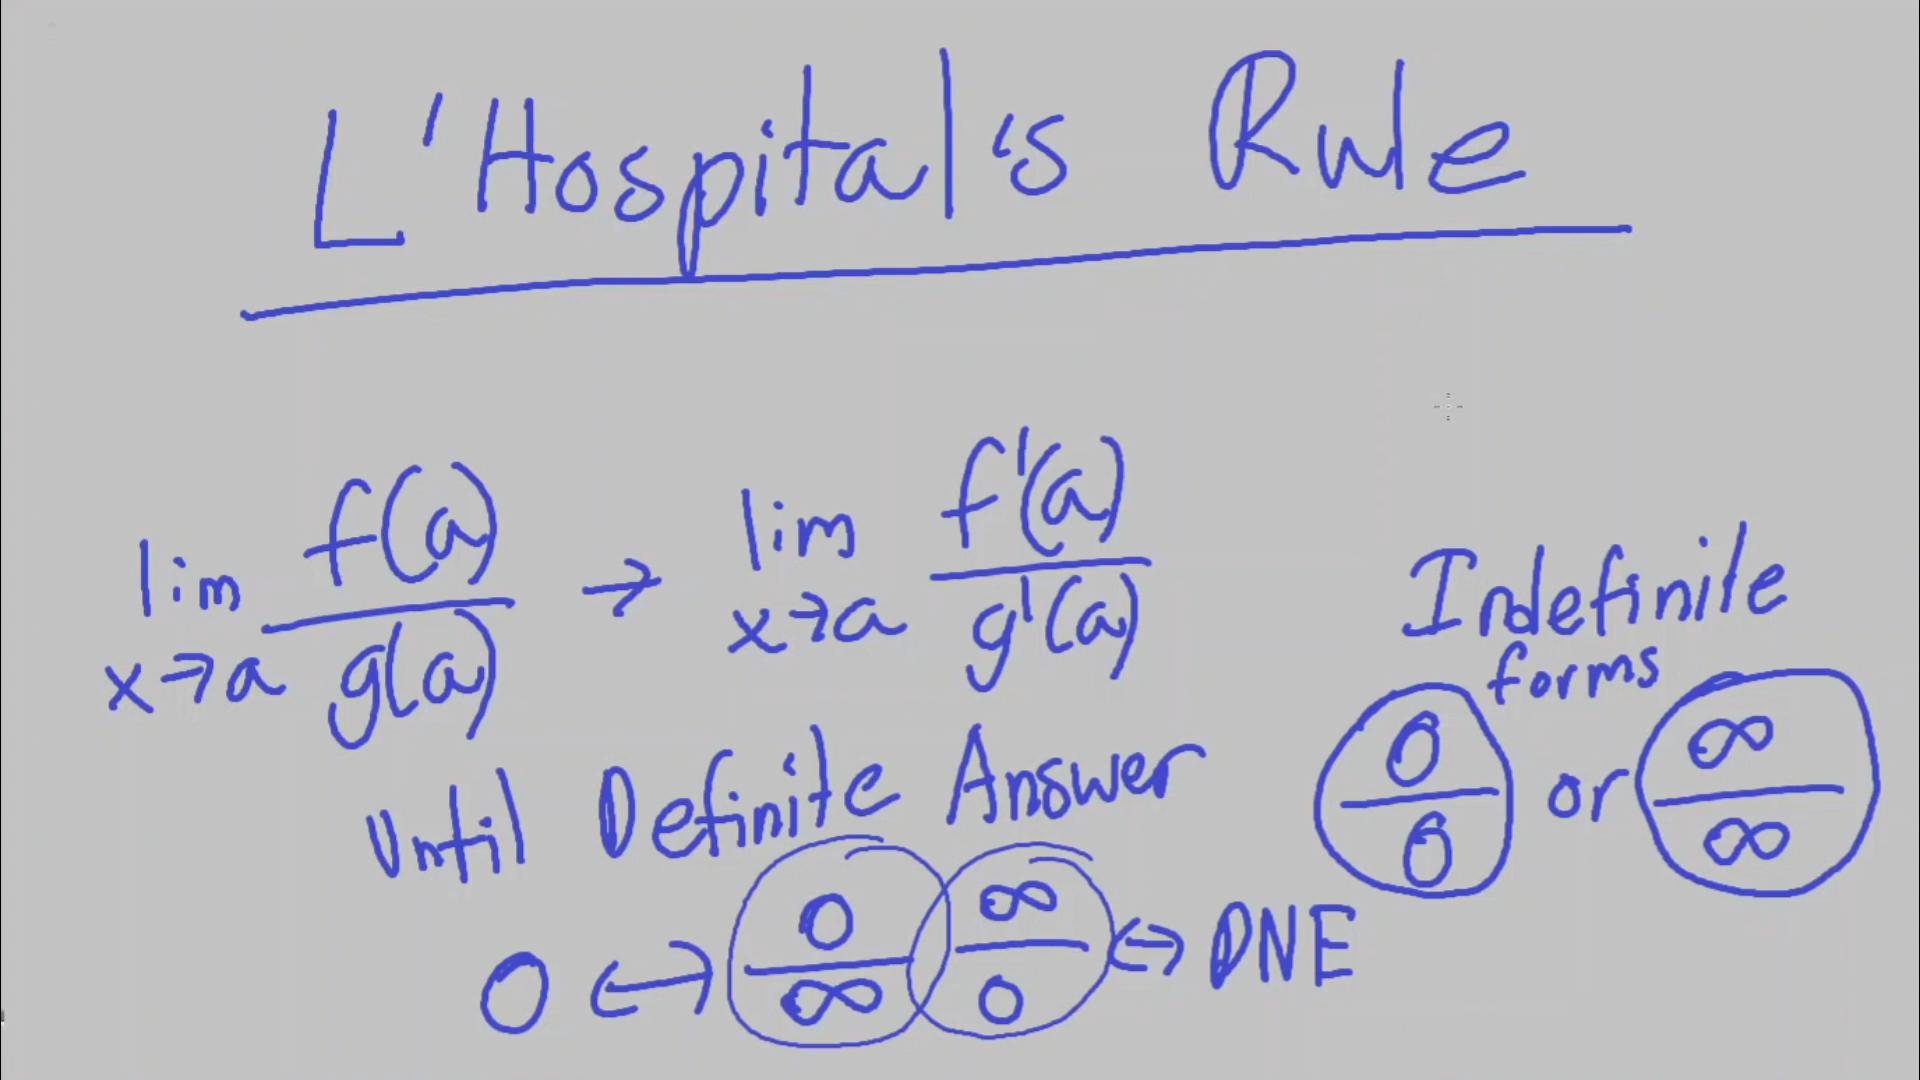 L'Hospital's Rule
lim x→a f(a)/g(a) → lim x→a f'(a)/g'(a)
Indefinite
forms
0/0 or ∞/∞
Until Definite Answer
0 ↔ 0/∞ ∞/0 ↔ DNE